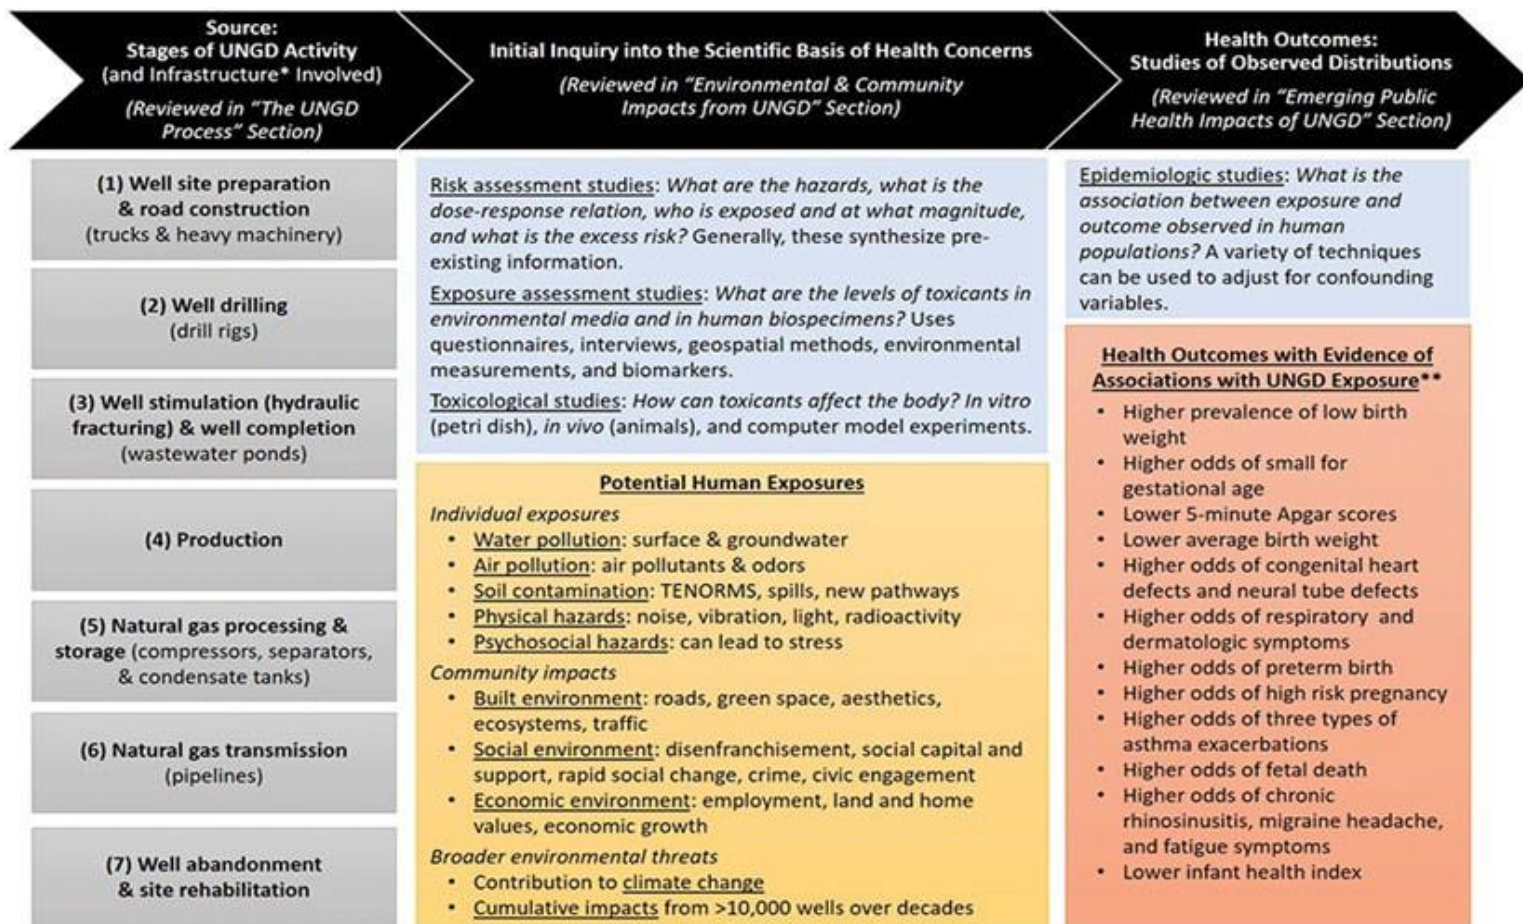 Source:
Stages of UNGD Activity
(and Infrastructure* Involved)
(Reviewed in "The UNGD
Process" Section)
Initial Inquiry into the Scientific Basis of Health Concerns
(Reviewed in "Environmental & Community
Impacts from UNGD" Section)
Health Outcomes:
Studies of Observed Distributions
(Reviewed in "Emerging Public
Health Impacts of UNGD" Section)
(1) Well site preparation
& road construction
(trucks & heavy machinery)
(2) Well drilling
(drill rigs)
(3) Well stimulation (hydraulic
fracturing) & well completion
(wastewater ponds)
(4) Production
(5) Natural gas processing &
storage (compressors, separators,
& condensate tanks)
(6) Natural gas transmission
(pipelines)
(7) Well abandonment
& site rehabilitation
Risk assessment studies: What are the hazards, what is the
dose-response relation, who is exposed and at what magnitude,
and what is the excess risk? Generally, these synthesize pre-
existing information.
Exposure assessment studies: What are the levels of toxicants in
environmental media and in human biospecimens? Uses
questionnaires, interviews, geospatial methods, environmental
measurements, and biomarkers.
Toxicological studies: How can toxicants affect the body? In vitro
(petri dish), in vivo (animals), and computer model experiments.
Potential Human Exposures
Individual exposures
• Water pollution: surface & groundwater
• Air pollution: air pollutants & odors
• Soil contamination: TENORMS, spills, new pathways
• Physical hazards: noise, vibration, light, radioactivity
• Psychosocial hazards: can lead to stress
Community impacts
• Built environment: roads, green space, aesthetics,
ecosystems, traffic
• Social environment: disenfranchisement, social capital and
support, rapid social change, crime, civic engagement
• Economic environment: employment, land and home
values, economic growth
Broader environmental threats
• Contribution to climate change
• Cumulative impacts from >10,000 wells over decades
Epidemiologic studies: What is the
association between exposure and
outcome observed in human
populations? A variety of techniques
can be used to adjust for confounding
variables.
Health Outcomes with Evidence of
Associations with UNGD Exposure**
• Higher prevalence of low birth
weight
• Higher odds of small for
gestational age
• Lower 5-minute Apgar scores
• Lower average birth weight
• Higher odds of congenital heart
defects and neural tube defects
• Higher odds of respiratory and
dermatologic symptoms
• Higher odds of preterm birth
• Higher odds of high risk pregnancy
• Higher odds of three types of
asthma exacerbations
• Higher odds of fetal death
• Higher odds of chronic
rhinosinusitis, migraine headache,
and fatigue symptoms
• Lower infant health index